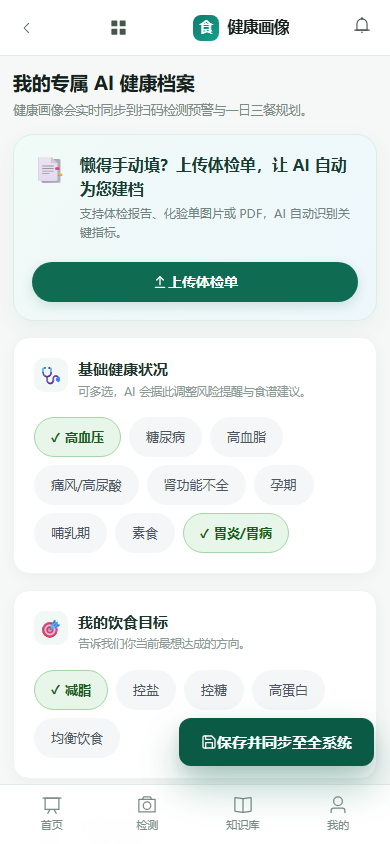 食 健康画像
我的专属 AI 健康档案
健康画像会实时同步到扫码检测预警与一日三餐规划。
懒得手动填？上传体检单，让 AI 自动
为您建档
支持体检报告、化验单图片或 PDF，AI 自动识别关
键指标。
上传体检单
基础健康状况
可多选，AI 会据此调整风险提醒与食谱建议。
✓ 高血压 糖尿病 高血脂
痛风/高尿酸 肾功能不全 孕期
哺乳期 素食 ✓ 胃炎/胃病
我的饮食目标
告诉我们你当前最想达成的方向。
✓ 减脂 控盐 控糖 高蛋白
均衡饮食
保存并同步至全系统
首页 检测 知识库 我的